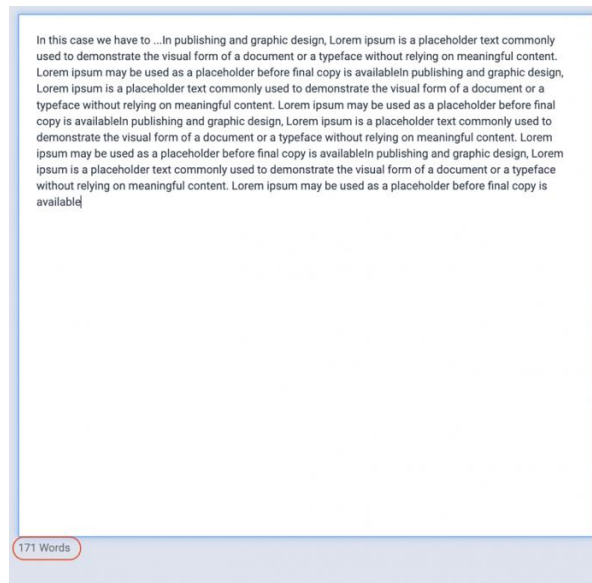 In this case we have to ...In publishing and graphic design, Lorem ipsum is a placeholder text commonly
used to demonstrate the visual form of a document or a typeface without relying on meaningful content.
Lorem ipsum may be used as a placeholder before final copy is availableIn publishing and graphic design,
Lorem ipsum is a placeholder text commonly used to demonstrate the visual form of a document or a
typeface without relying on meaningful content. Lorem ipsum may be used as a placeholder before final
copy is availableIn publishing and graphic design, Lorem ipsum is a placeholder text commonly used to
demonstrate the visual form of a document or a typeface without relying on meaningful content. Lorem
ipsum may be used as a placeholder before final copy is availableIn publishing and graphic design, Lorem
ipsum is a placeholder text commonly used to demonstrate the visual form of a document or a typeface
without relying on meaningful content. Lorem ipsum may be used as a placeholder before final copy is
available
171 Words